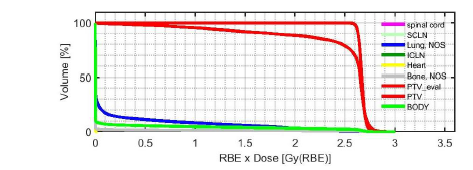 100
50
0
Volume [%]
0 0.5 1 1.5 2 2.5 3 3.5
RBE x Dose [Gy(RBE)]
spinal cord
SCLN
Lung, NOS
ICLN
Heart
Bone, NOS
PTV_eval
PTV
BODY